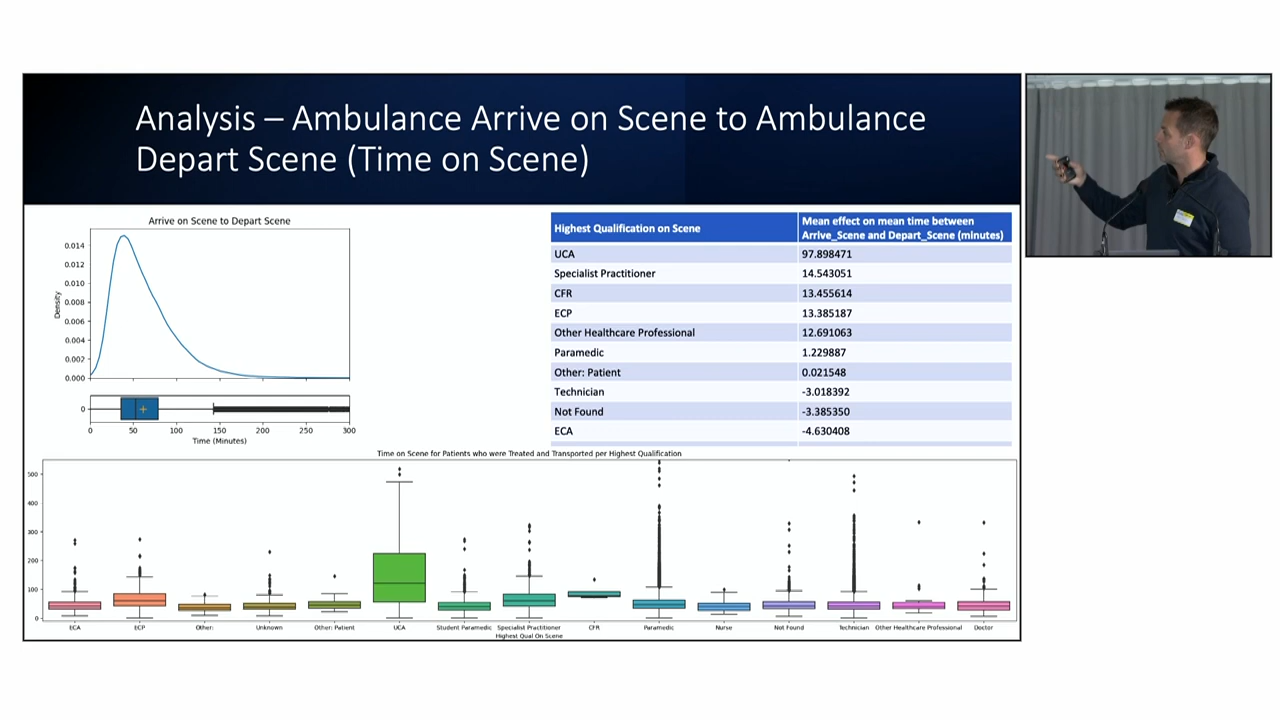 Analysis – Ambulance Arrive on Scene to Ambulance
Depart Scene (Time on Scene)
Arrive on Scene to Depart Scene
Density
0.014
0.012
0.010
0.008
0.006
0.004
0.002
0.000
0
0 50 100 150 200 250 300
Time (Minutes)
Highest Qualification on Scene
Mean effect on mean time between
Arrive_Scene and Depart_Scene (minutes)
UCA 97.898471
Specialist Practitioner 14.543051
CFR 13.455614
ECP 13.385187
Other Healthcare Professional 12.691063
Paramedic 1.229887
Other: Patient 0.021548
Technician -3.018392
Not Found -3.385350
ECA -4.630408
Time on Scene for Patients who were Treated and Transported per Highest Qualification
500
400
300
200
100
0
ECA ECP Other: Unknown Other: Patient UCA Student Paramedic Specialist Practitioner CFR Paramedic Nurse Not Found Technician Other Healthcare Professional Doctor
Highest Qual On Scene